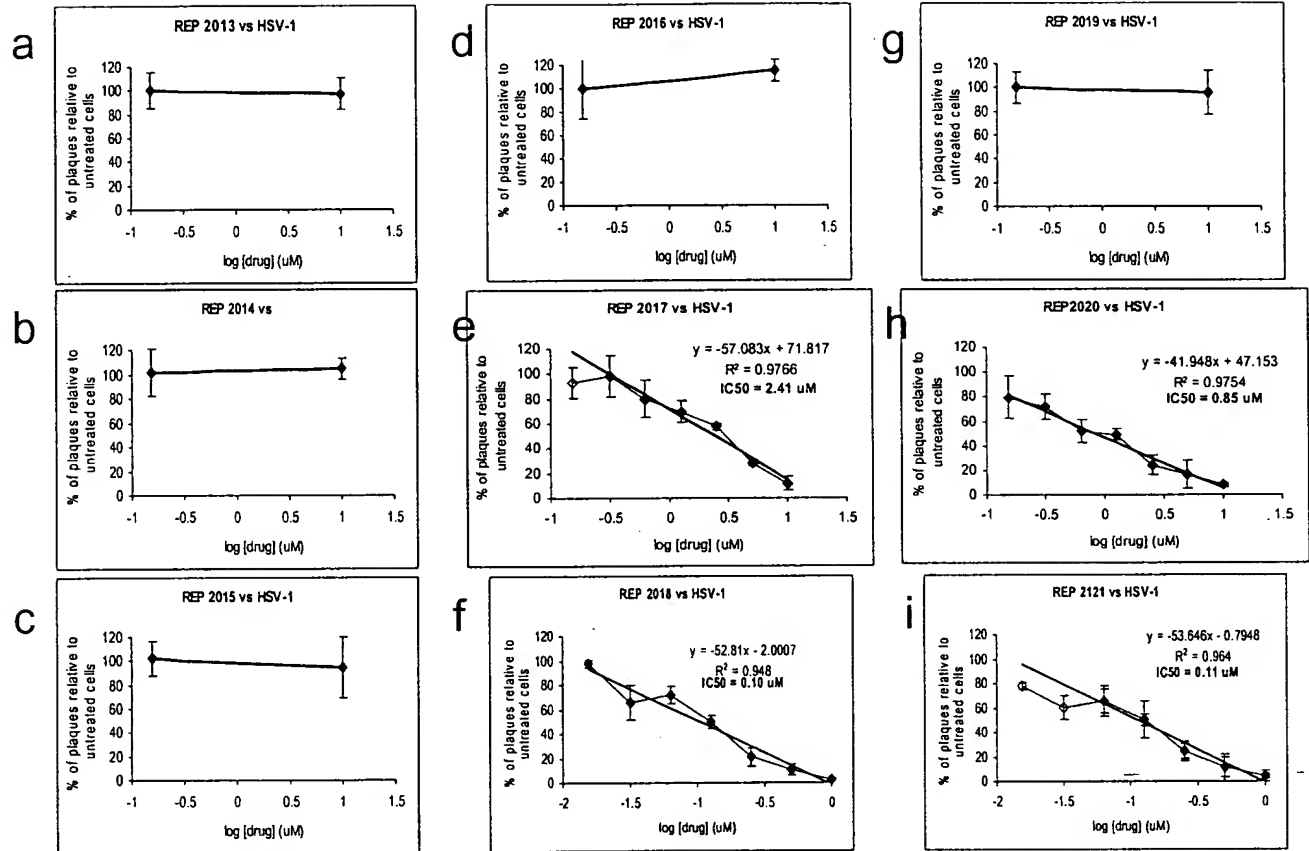 a
REP 2013 vs HSV-1
% of plaques relative to
untreated cells
120
100
80
60
40
20
0
-1 -0.5 0 0.5 1 1.5
log [drug] (uM)
b
REP 2014 vs
% of plaques relative to
untreated cells
120
100
80
60
40
20
0
-1 -0.5 0 0.5 1 1.5
log [drug] (uM)
c
REP 2015 vs HSV-1
% of plaques relative to
untreated cells
120
100
80
60
40
20
0
-1 -0.5 0 0.5 1 1.5
log [drug] (uM)
d
REP 2016 vs HSV-1
% of plaques relative to
untreated cells
120
100
80
60
40
20
0
-1 -0.5 0 0.5 1 1.5
log [drug] (uM)
e
REP 2017 vs HSV-1
y = -57.083x + 71.817
R² = 0.9766
IC50 = 2.41 uM
% of plaques relative to
untreated cells
120
100
80
60
40
20
0
-1 -0.5 0 0.5 1 1.5
log [drug] (uM)
f
REP 2018 vs HSV-1
y = -52.81x - 2.0007
R² = 0.948
IC50 = 0.10 uM
% of plaques relative to
untreated cells
120
100
80
60
40
20
0
-2 -1.5 -1 -0.5 0
log [drug] (uM)
g
REP 2019 vs HSV-1
% of plaques relative to
untreated cells
120
100
80
60
40
20
0
-1 -0.5 0 0.5 1 1.5
log [drug] (uM)
h
REP2020 vs HSV-1
y = -41.948x + 47.153
R² = 0.9754
IC50 = 0.85 uM
% of plaques relative to
untreated cells
120
100
80
60
40
20
0
-1 -0.5 0 0.5 1 1.5
log [drug] (uM)
i
REP 2121 vs HSV-1
y = -53.646x - 0.7948
R² = 0.964
IC50 = 0.11 uM
% of plaques relative to
untreated cells
120
100
80
60
40
20
0
-2 -1.5 -1 -0.5 0
log [drug] (uM)